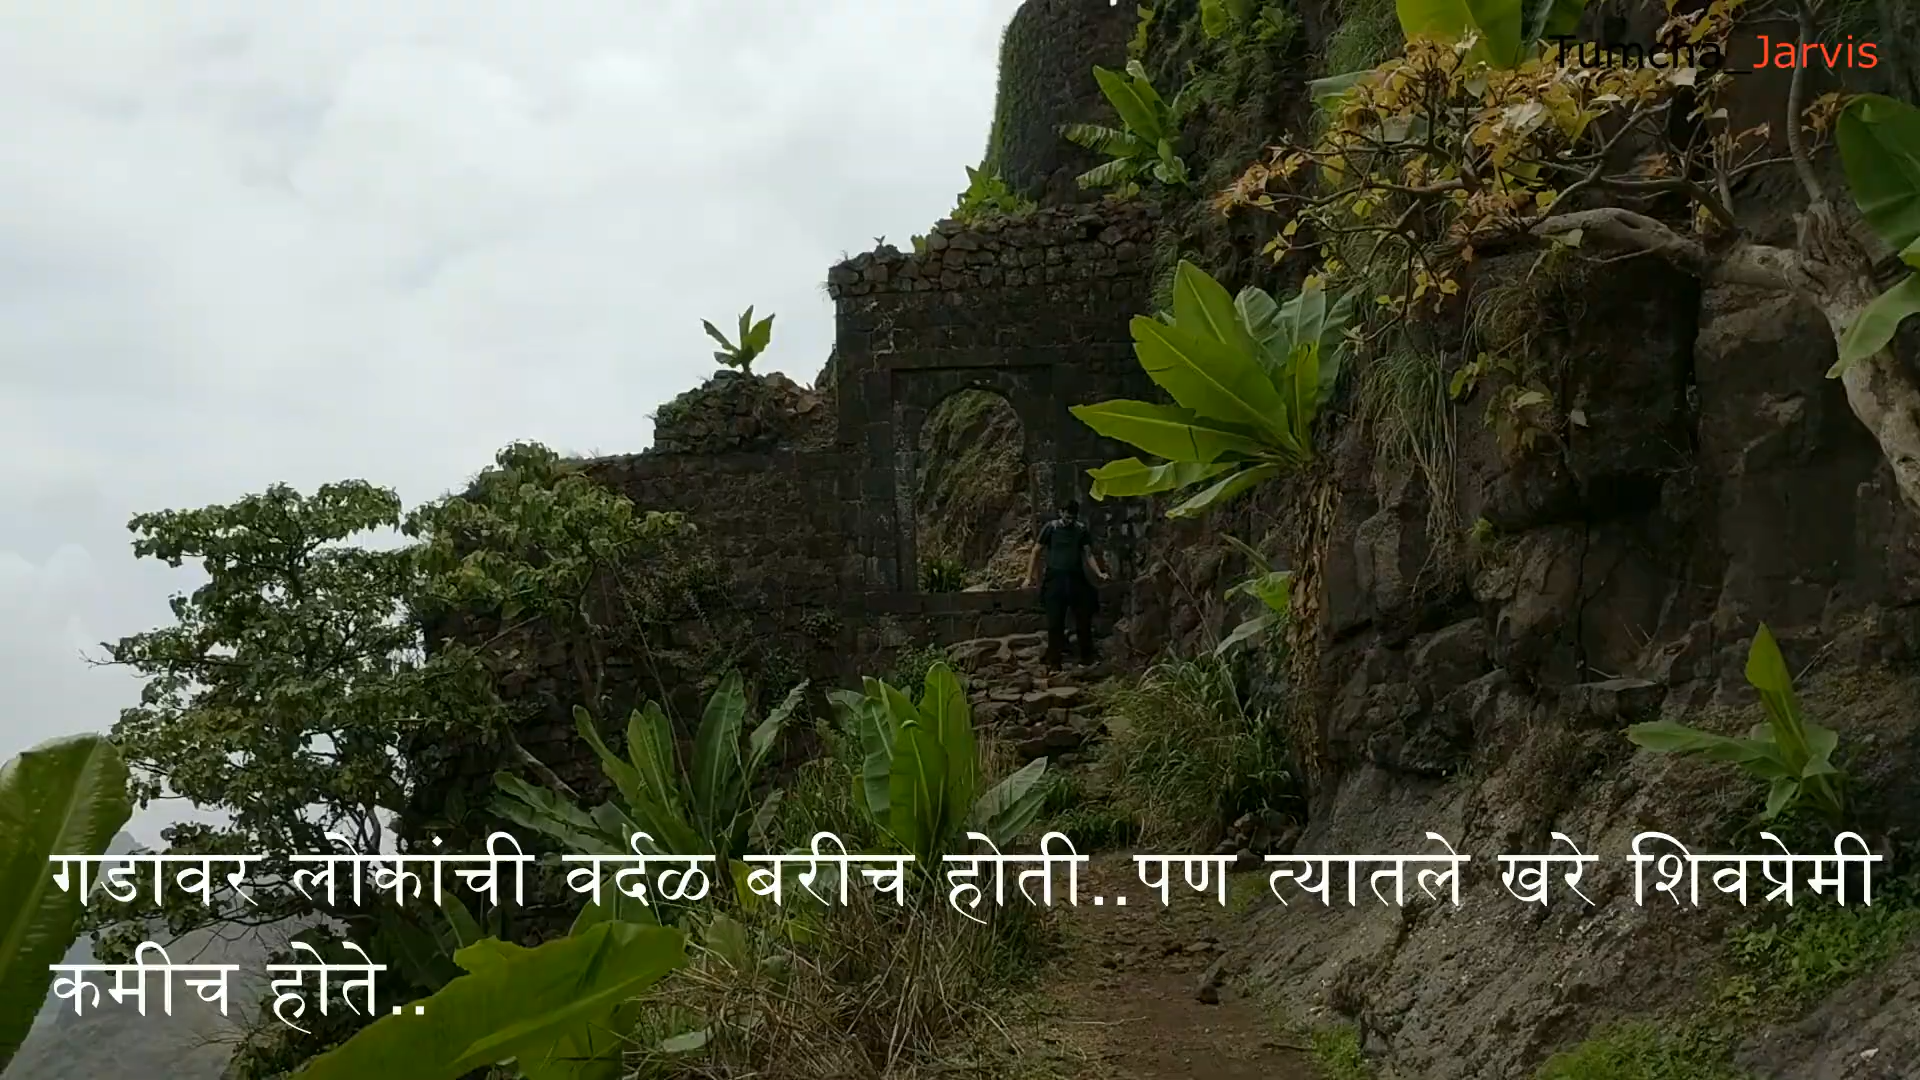 Tumcha_Jarvis
गडावर लोकांची वर्दळ बरीच होती..पण त्यातले खरे शिवप्रेमी
कमीच होते..